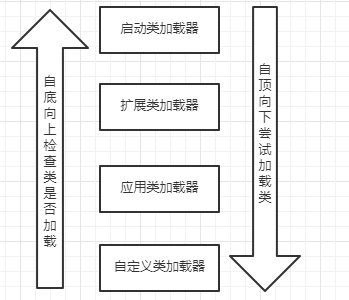 启动类加载器
扩展类加载器
应用类加载器
自定义类加载器
自底向上检查类是否加载
自顶向下尝试加载类